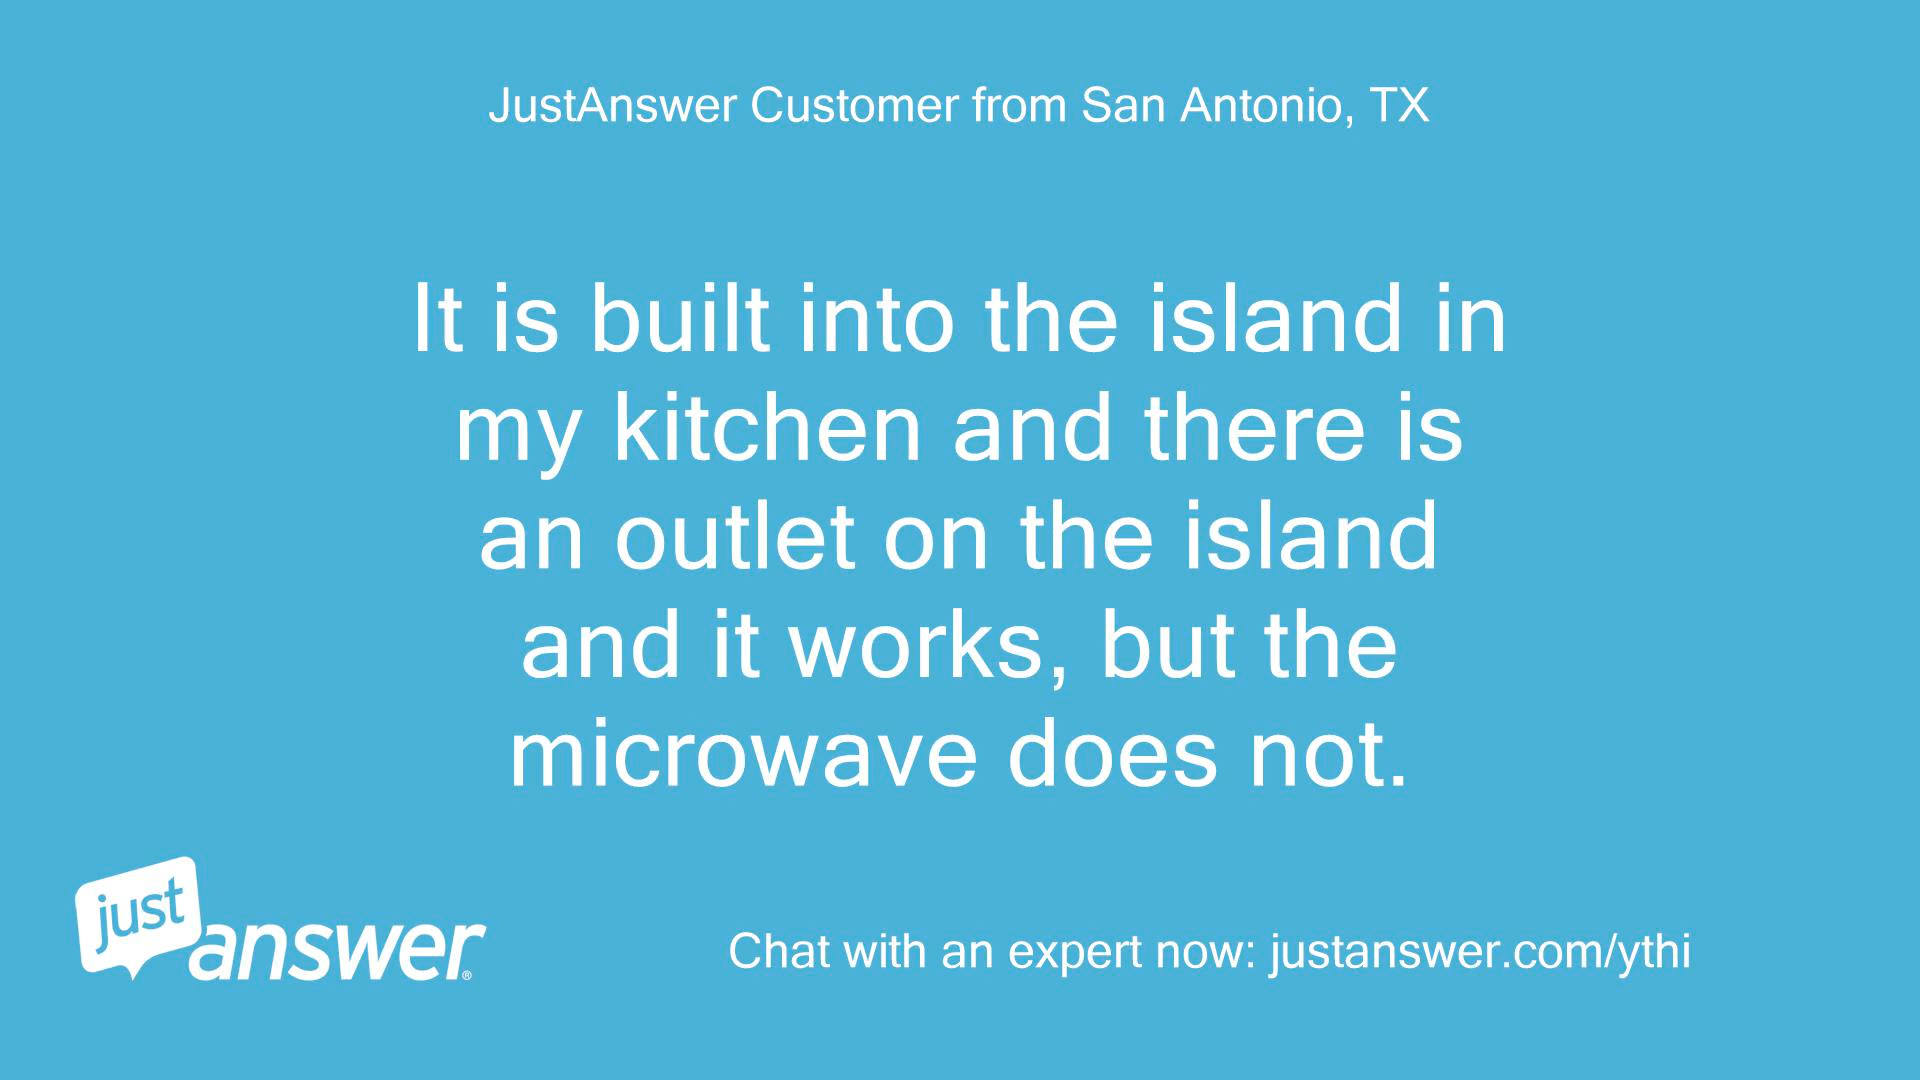 JustAnswer Customer from San Antonio, TX
It is built into the island in
my kitchen and there is
an outlet on the island
and it works, but the
microwave does not.
just
answer®
Chat with an expert now: justanswer.com/ythi